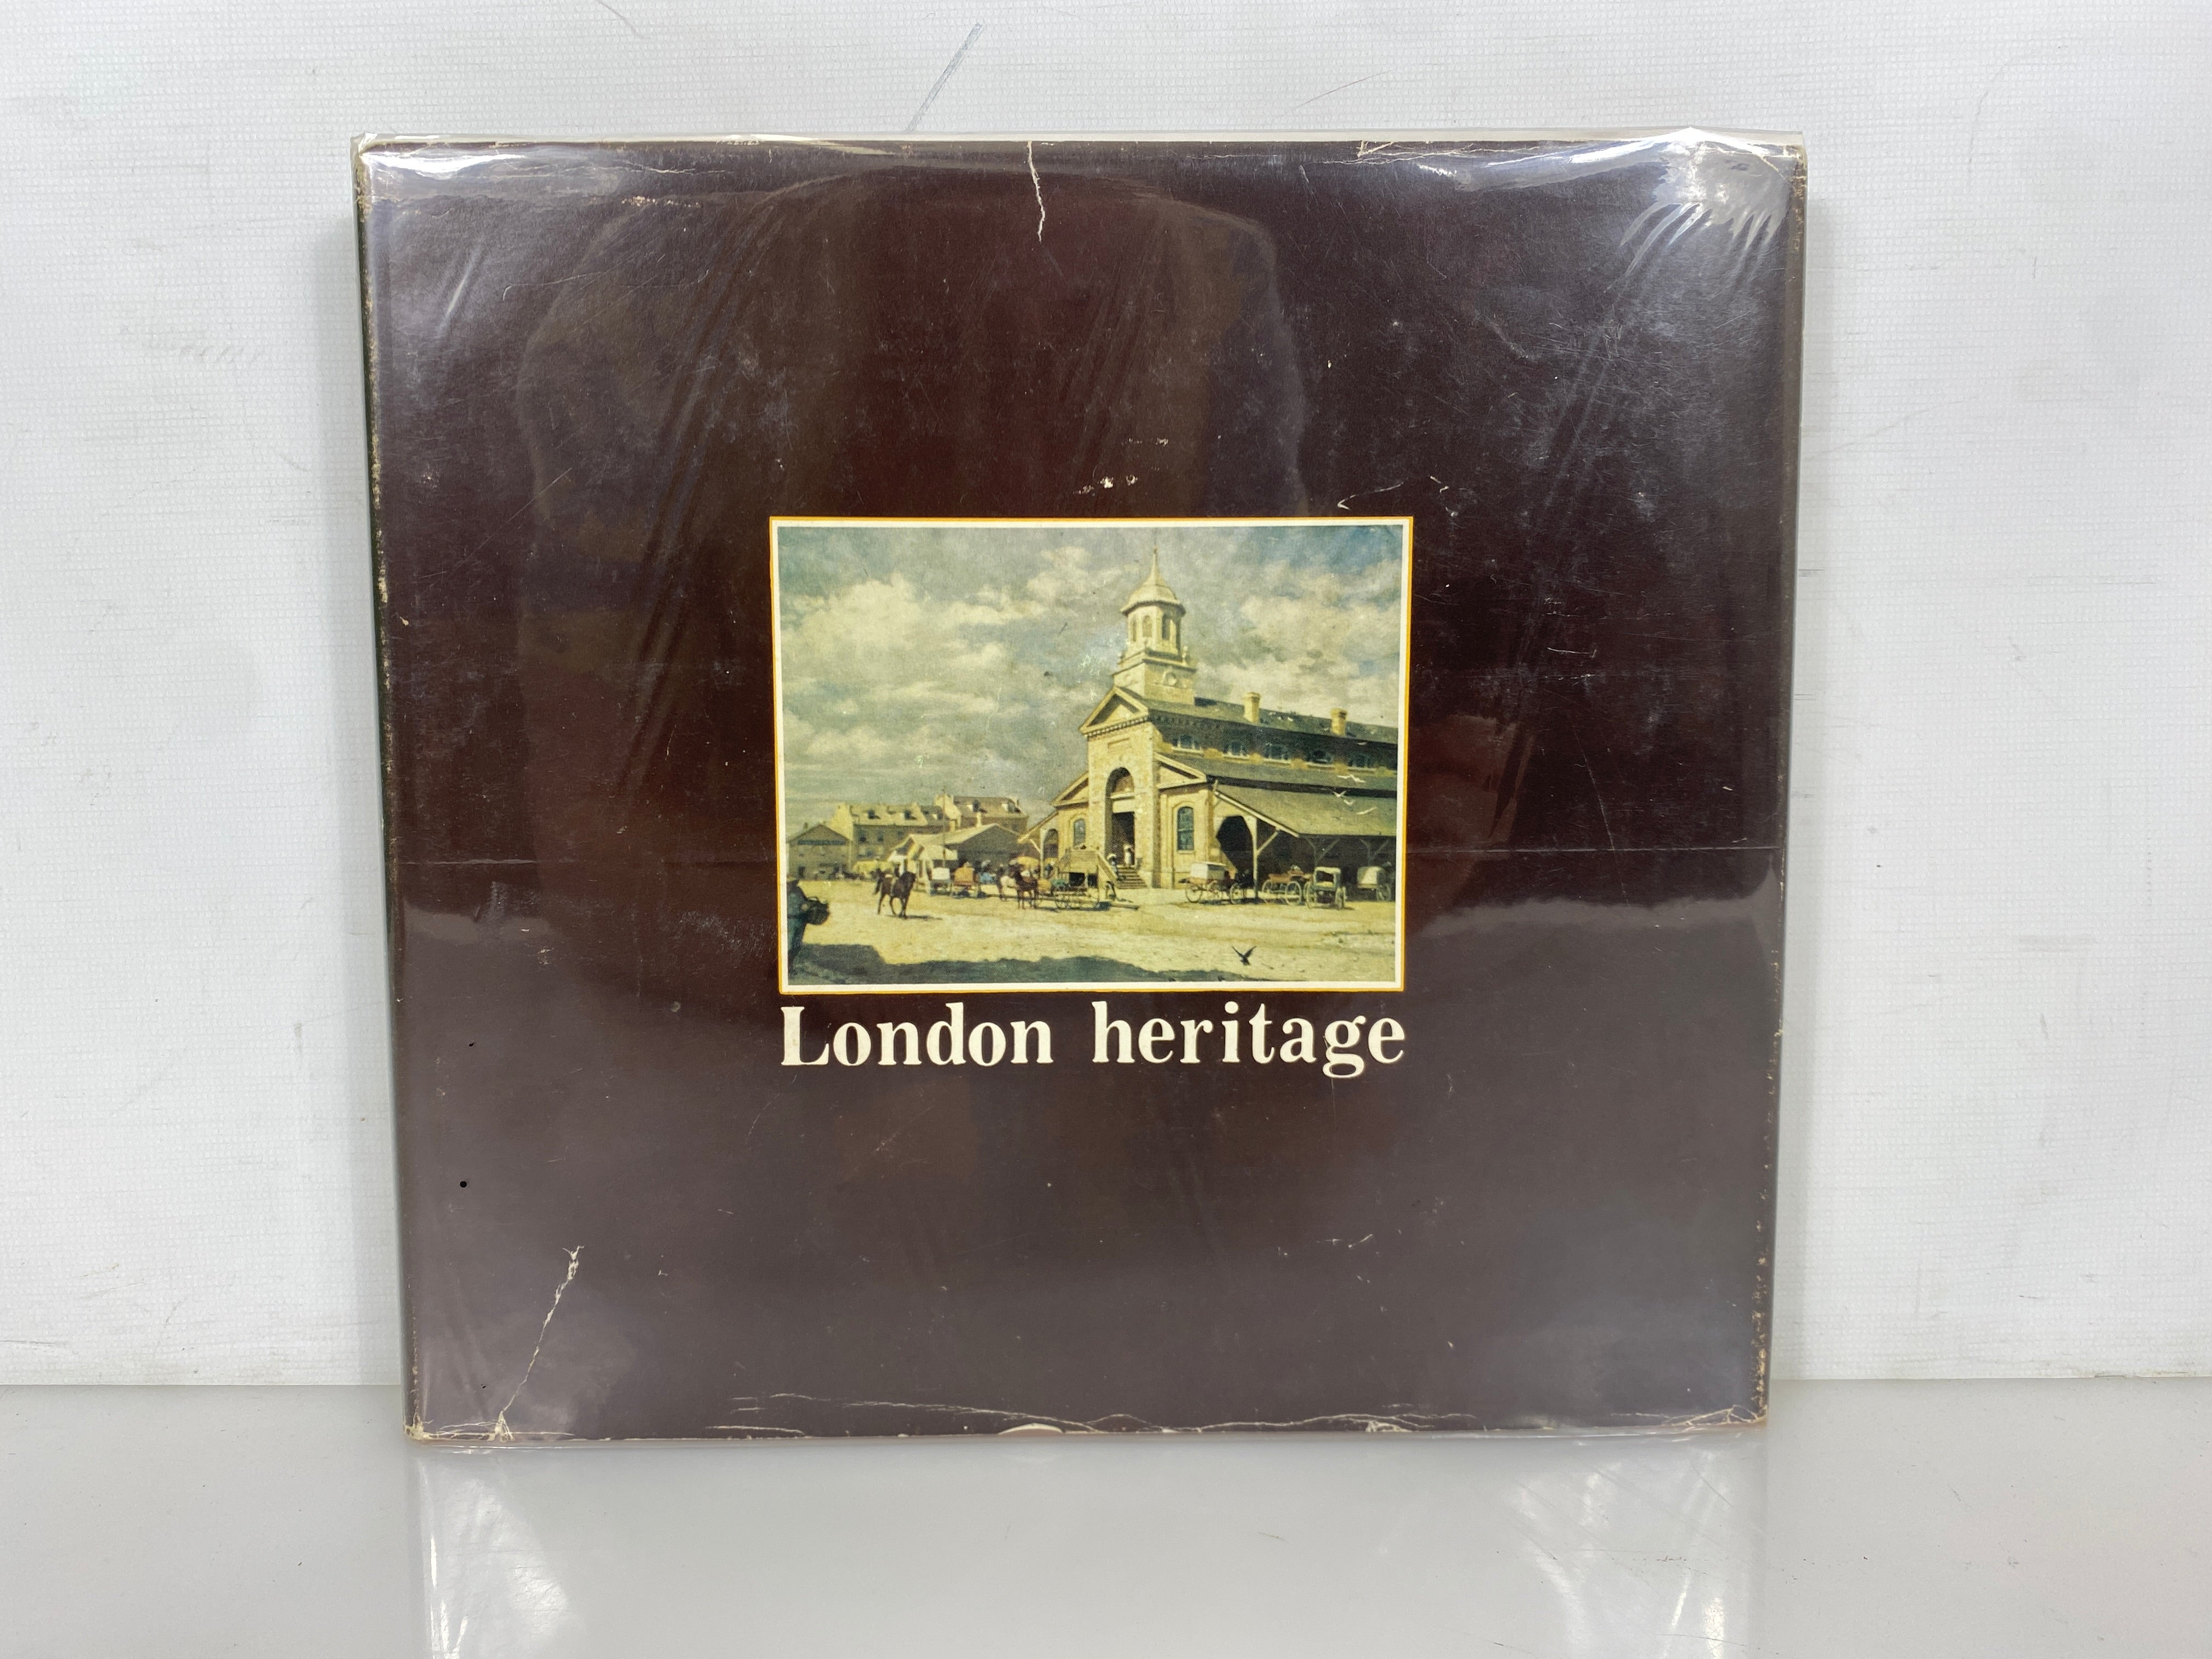 London heritage